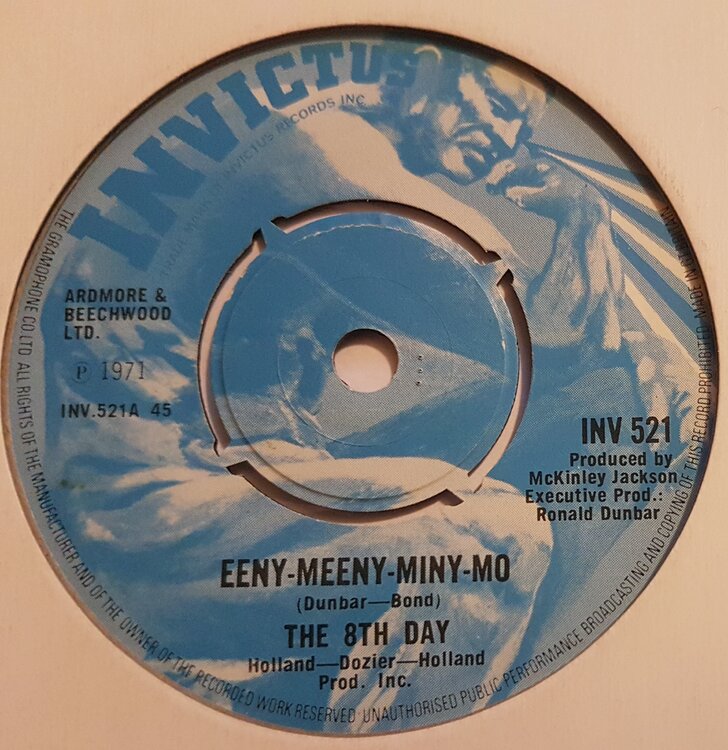 INVICTUS
INVICTUS RECORDS INC
ARDMORE &
BEECHWOOD
LTD.
P 1971
INV.521A 45
INV 521
Produced by
McKinley Jackson
Executive Prod.:
Ronald Dunbar
EENY-MEENY-MINY-MO
(Dunbar—Bond)
THE 8TH DAY
Holland—Dozier—Holland
Prod. Inc.
THE GRAMOPHONE CO. LTD. ALL RIGHTS OF THE MANUFACTURER AND OF THE OWNER OF THE RECORDED WORK RESERVED UNAUTHORISED PUBLIC PERFORMANCE BROADCASTING AND COPYING OF THIS RECORD PROHIBITED. MADE IN